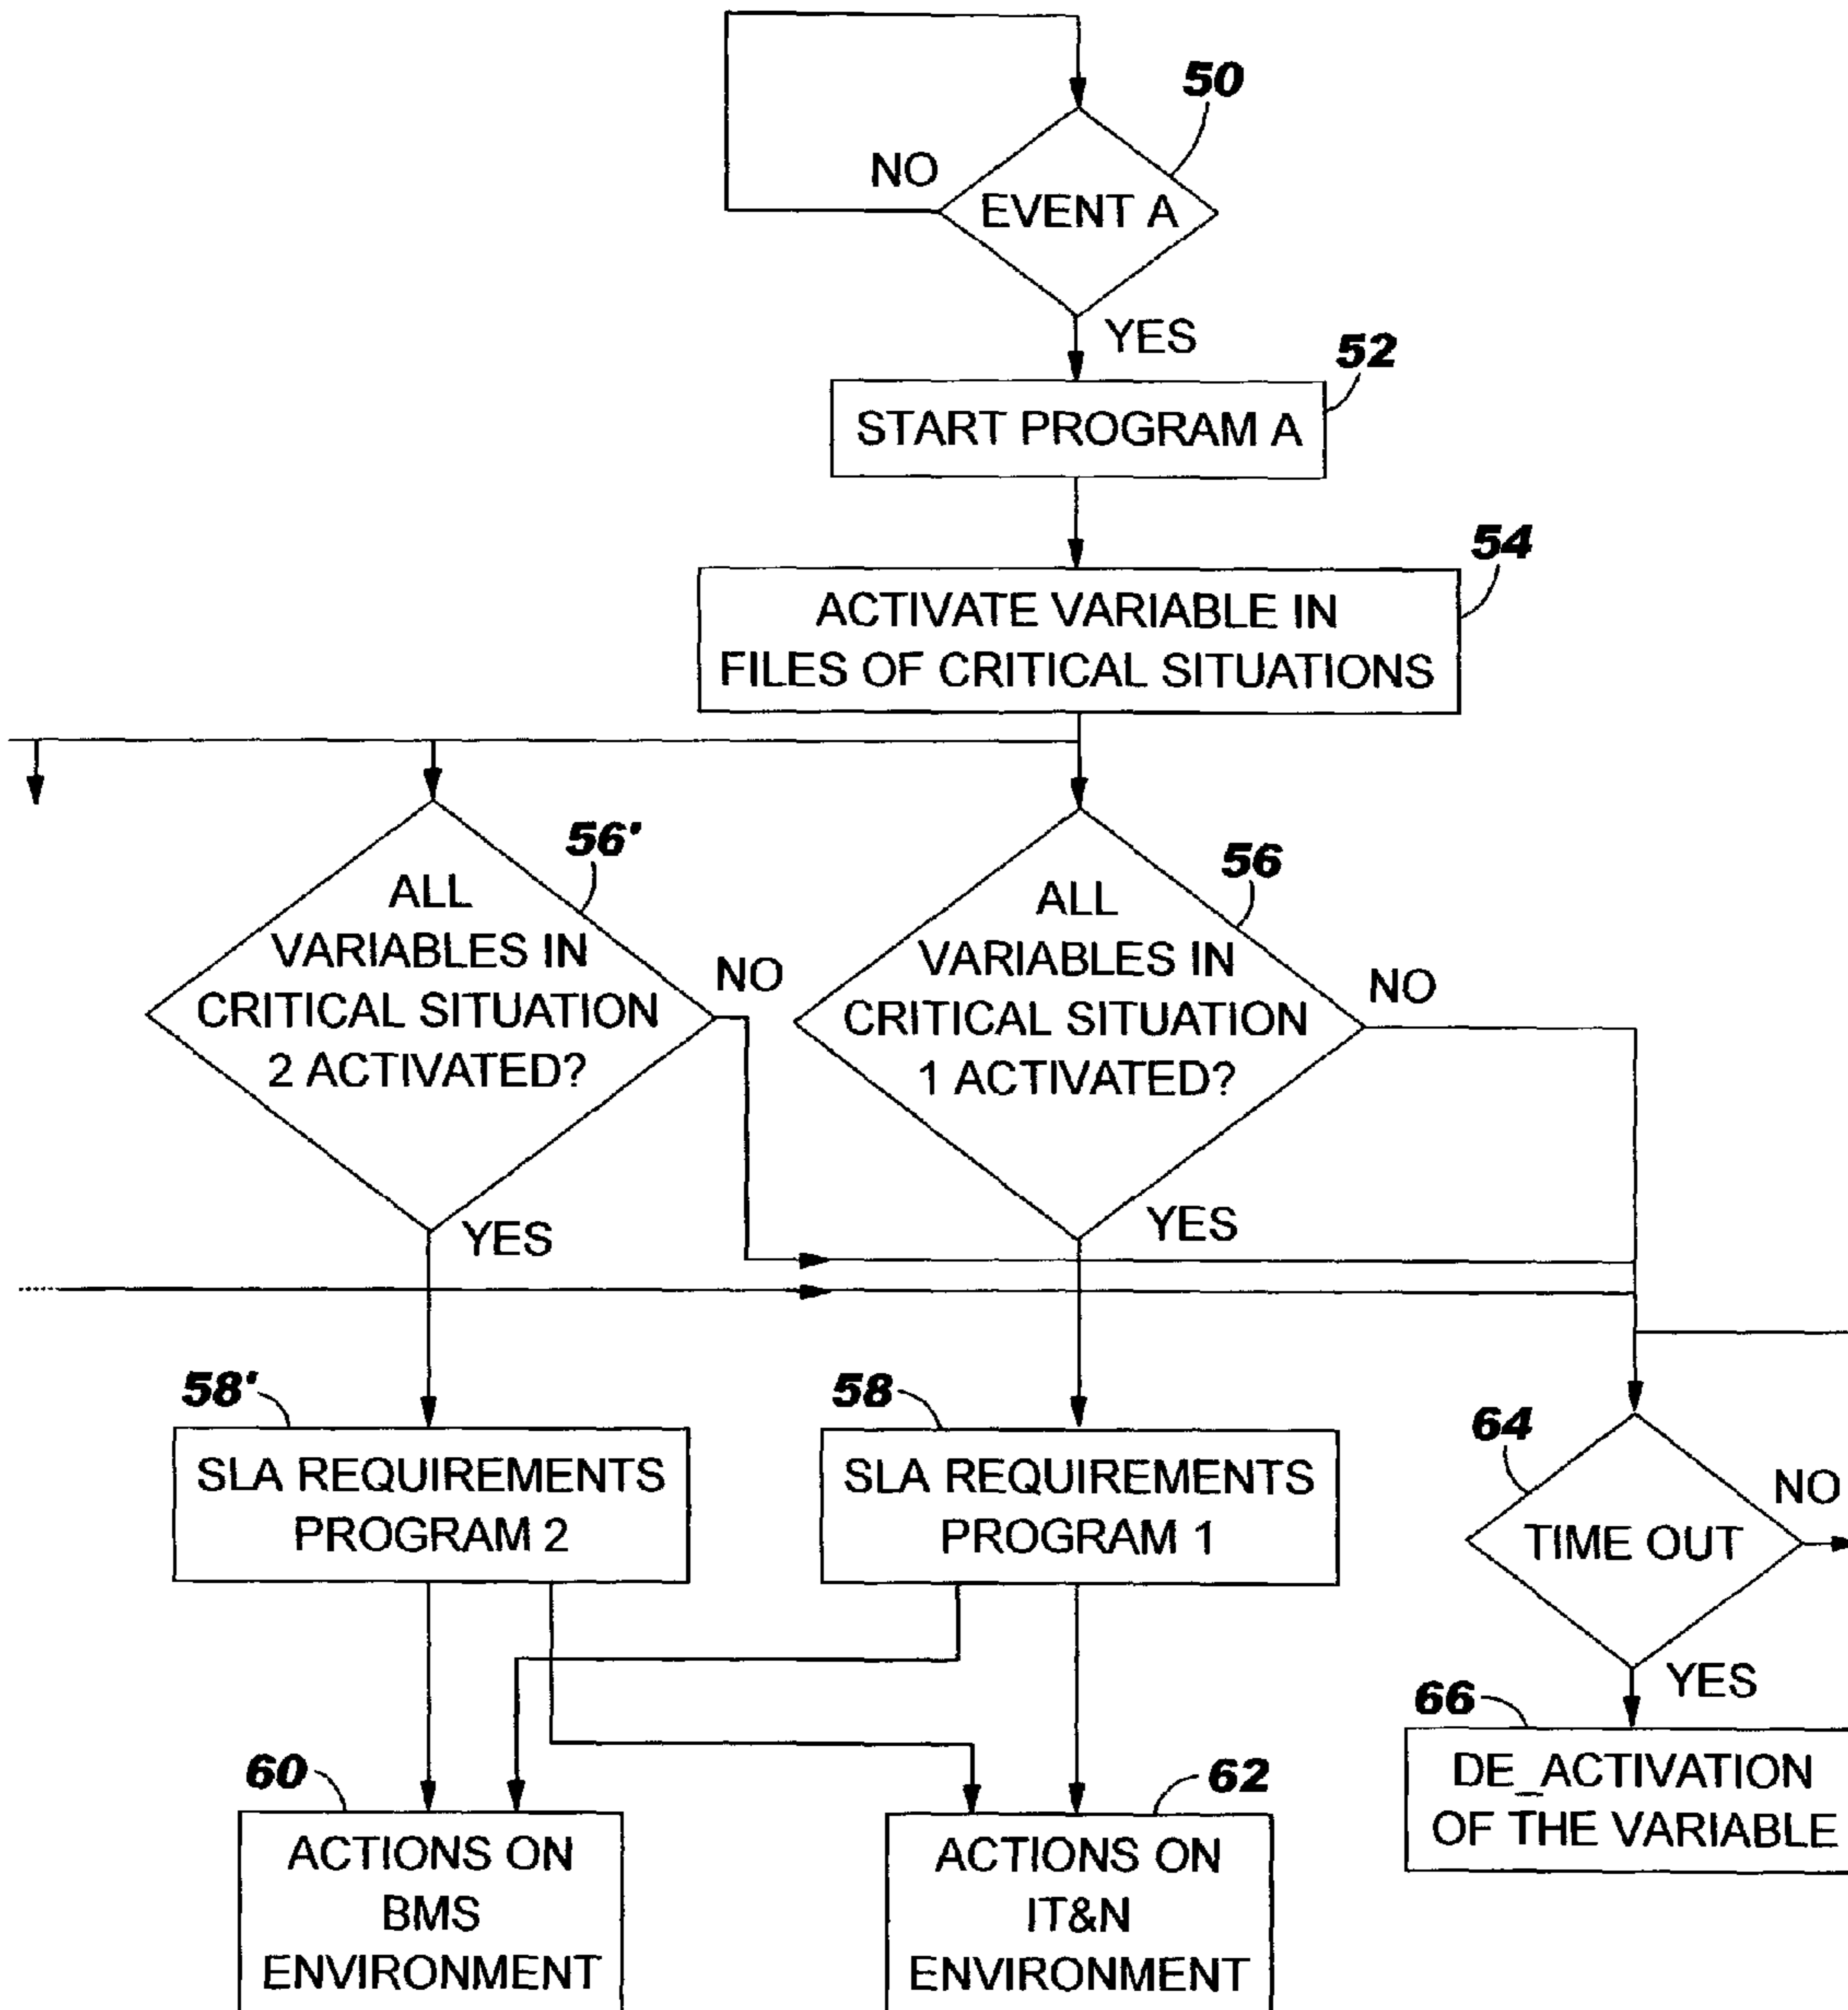 50
NO
EVENT A
YES
52
START PROGRAM A
54
ACTIVATE VARIABLE IN
FILES OF CRITICAL SITUATIONS
56'
ALL
VARIABLES IN
CRITICAL SITUATION
2 ACTIVATED?
NO
YES
56
ALL
VARIABLES IN
CRITICAL SITUATION
1 ACTIVATED?
NO
YES
58'
SLA REQUIREMENTS
PROGRAM 2
58
SLA REQUIREMENTS
PROGRAM 1
64
TIME OUT
NO
YES
60
ACTIONS ON
BMS
ENVIRONMENT
62
ACTIONS ON
IT&N
ENVIRONMENT
66
DE_ACTIVATION
OF THE VARIABLE